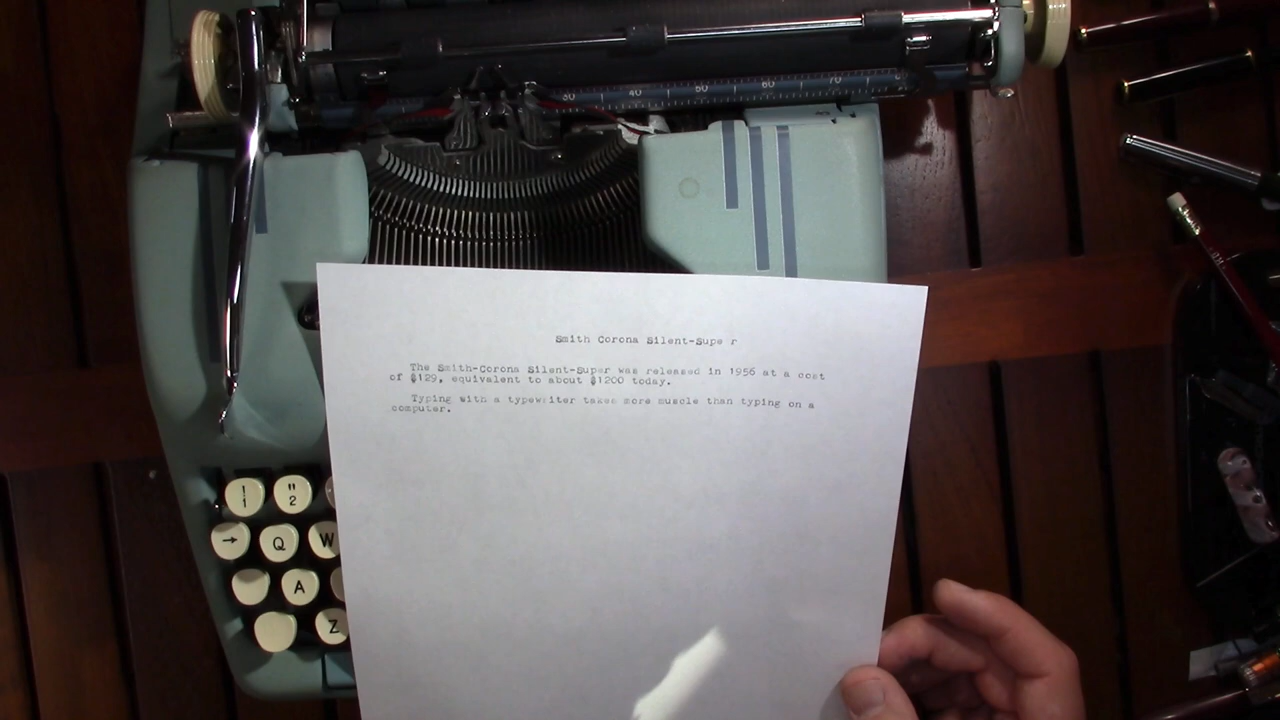 30 40 50 60 70
Smith Corona Silent-Supe r
The Smith-Corona Silent-Super was released in 1956 at a cost
of $129, equivalent to about $1200 today.
Typing with a typewriter takes more muscle than typing on a
computer.
! 1 " 2
→ Q W
A
Z